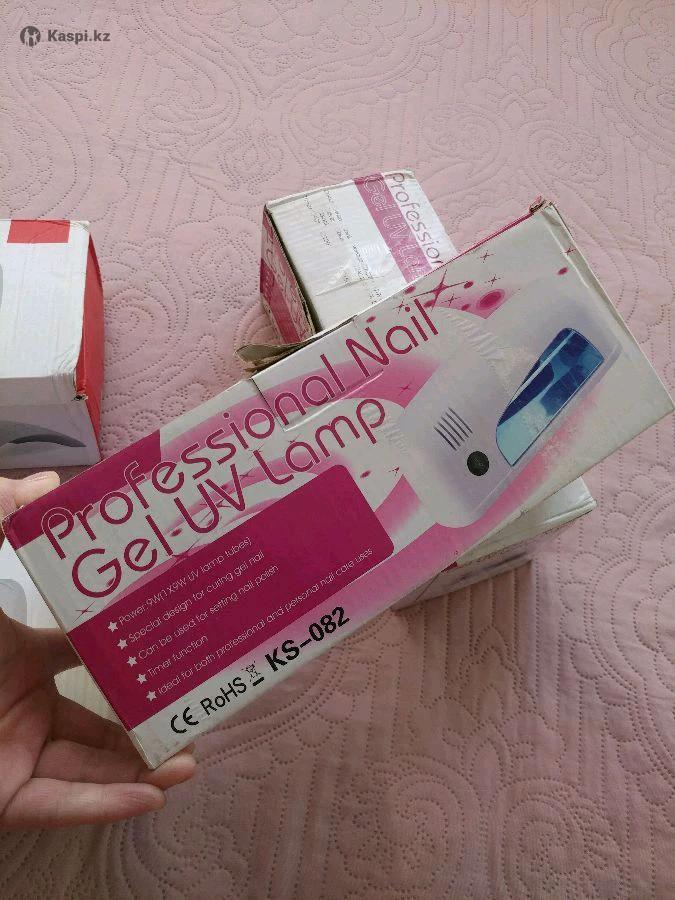 Kaspi.kz
Professional
Gel UV La
Professional Nail
Gel UV Lamp
Power:9W(1X9W UV lamp tubes)
Special design for curing gel nail
Can be used for setting nail polish
Timer function
Ideal for both professional and personal nail care uses
CE RoHS KS-082